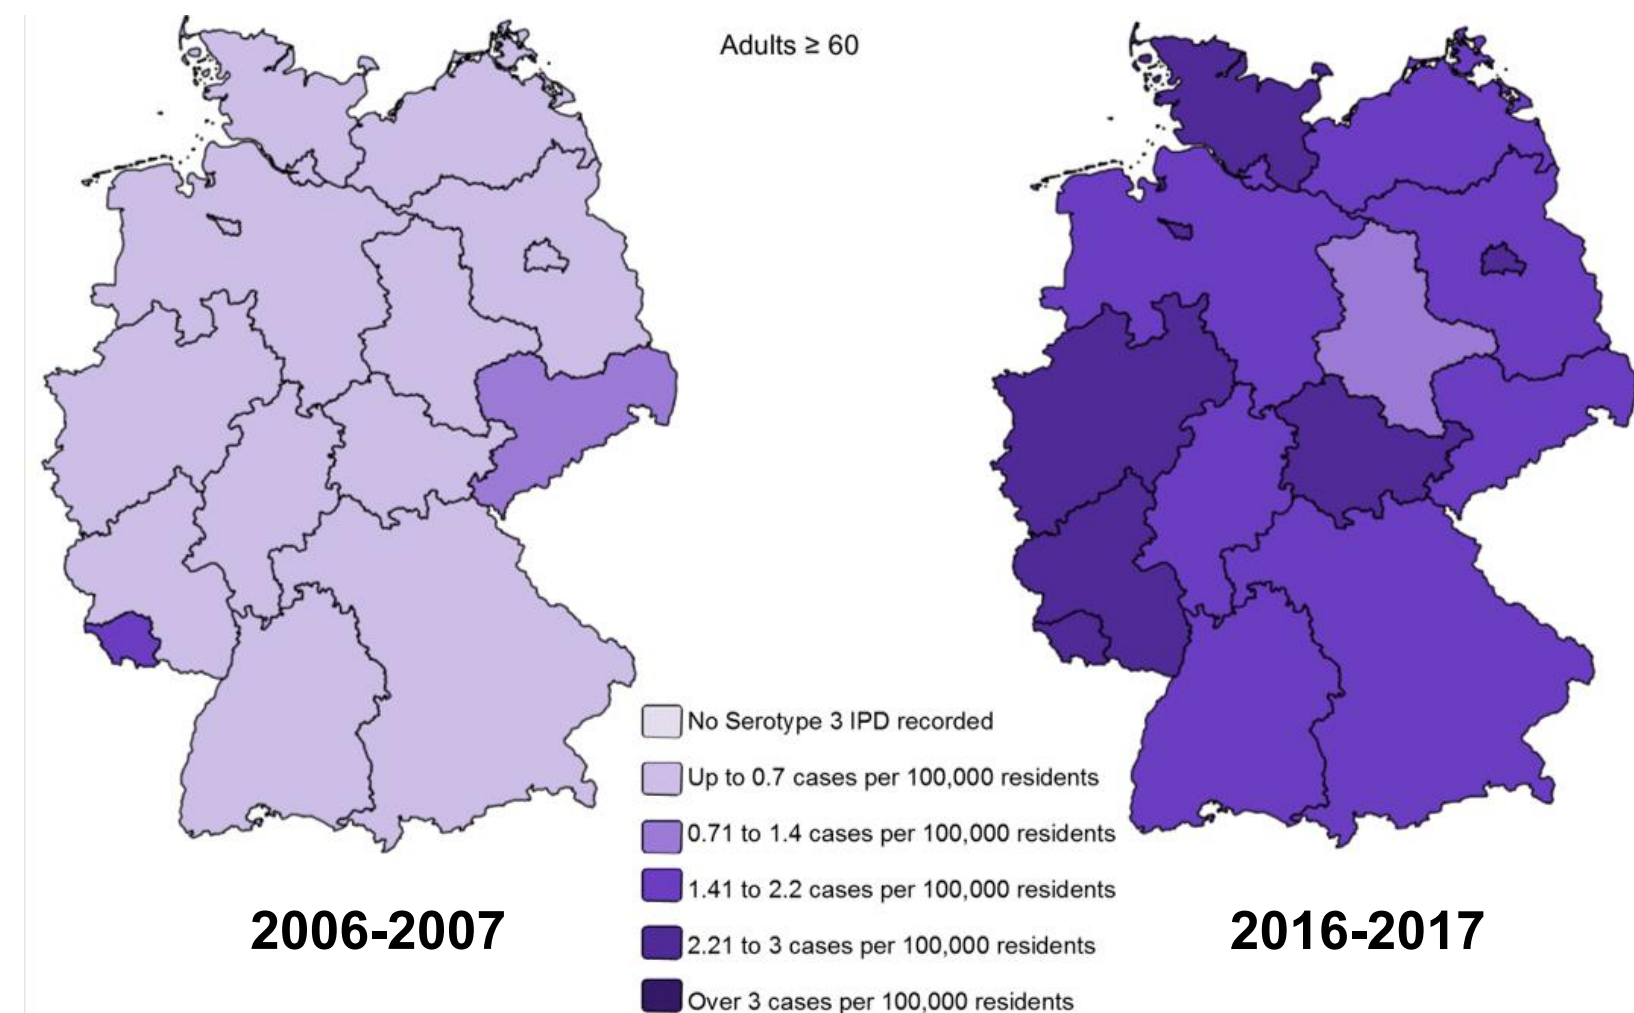 Adults ≥ 60
No Serotype 3 IPD recorded
Up to 0.7 cases per 100,000 residents
0.71 to 1.4 cases per 100,000 residents
1.41 to 2.2 cases per 100,000 residents
2.21 to 3 cases per 100,000 residents
Over 3 cases per 100,000 residents
2006-2007
2016-2017